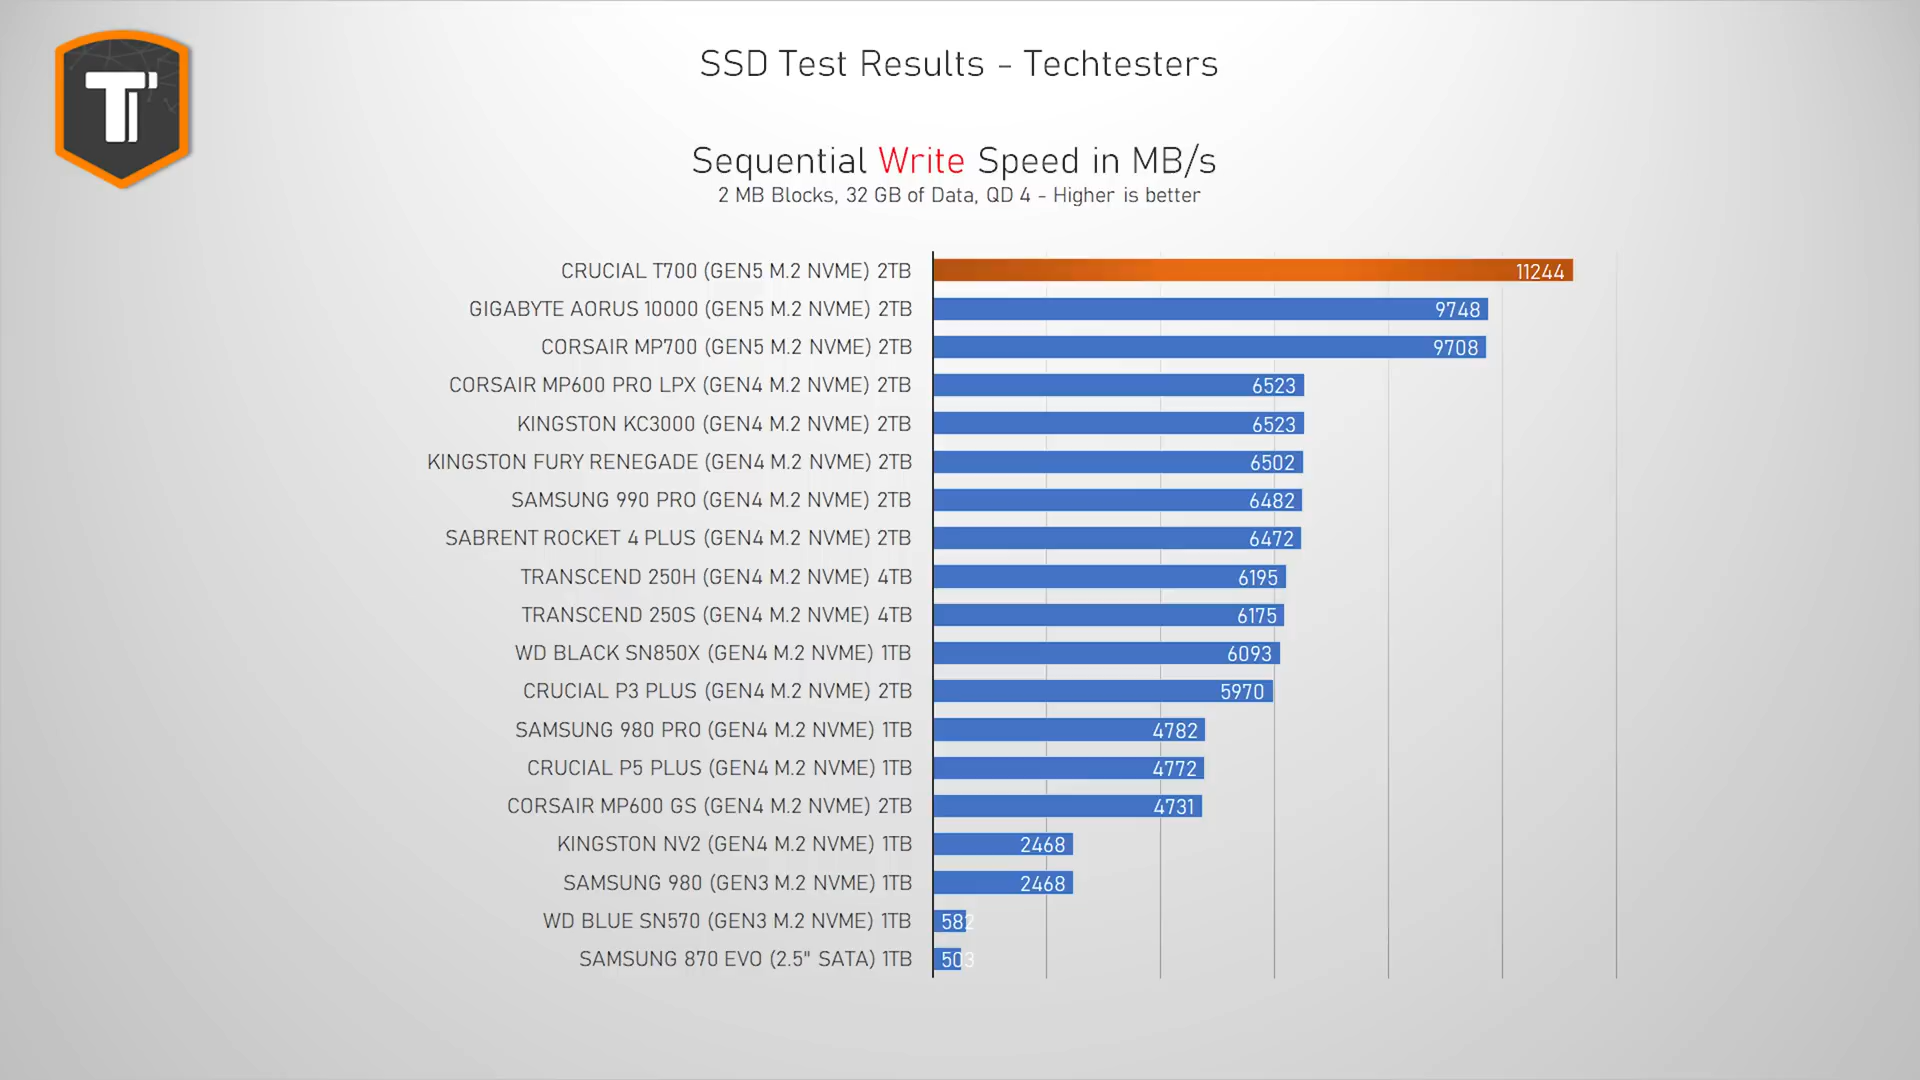 SSD Test Results - Techtesters
Sequential Write Speed in MB/s
2 MB Blocks, 32 GB of Data, QD 4 - Higher is better
CRUCIAL T700 (GEN5 M.2 NVME) 2TB 11244
GIGABYTE AORUS 10000 (GEN5 M.2 NVME) 2TB 9748
CORSAIR MP700 (GEN5 M.2 NVME) 2TB 9708
CORSAIR MP600 PRO LPX (GEN4 M.2 NVME) 2TB 6523
KINGSTON KC3000 (GEN4 M.2 NVME) 2TB 6523
KINGSTON FURY RENEGADE (GEN4 M.2 NVME) 2TB 6502
SAMSUNG 990 PRO (GEN4 M.2 NVME) 2TB 6482
SABRENT ROCKET 4 PLUS (GEN4 M.2 NVME) 2TB 6472
TRANSCEND 250H (GEN4 M.2 NVME) 4TB 6195
TRANSCEND 250S (GEN4 M.2 NVME) 4TB 6175
WD BLACK SN850X (GEN4 M.2 NVME) 1TB 6093
CRUCIAL P3 PLUS (GEN4 M.2 NVME) 2TB 5970
SAMSUNG 980 PRO (GEN4 M.2 NVME) 1TB 4782
CRUCIAL P5 PLUS (GEN4 M.2 NVME) 1TB 4772
CORSAIR MP600 GS (GEN4 M.2 NVME) 2TB 4731
KINGSTON NV2 (GEN4 M.2 NVME) 1TB 2468
SAMSUNG 980 (GEN3 M.2 NVME) 1TB 2468
WD BLUE SN570 (GEN3 M.2 NVME) 1TB 582
SAMSUNG 870 EVO (2.5" SATA) 1TB 503